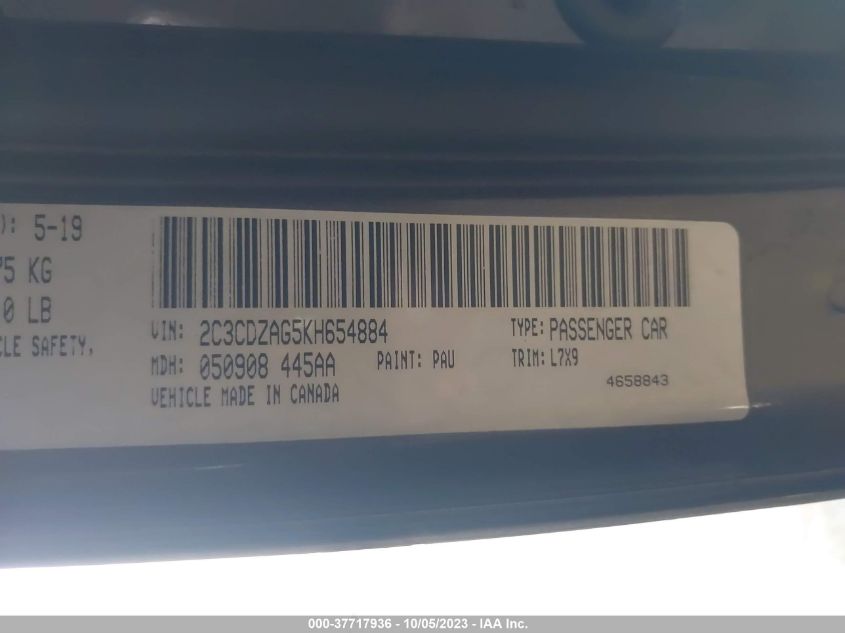 ): 5-19
75 KG
0 LB
CLE SAFETY,
VIN: 2C3CDZAG5KH654884 TYPE: PASSENGER CAR
MDH: 050908 445AA PAINT: PAU TRIM: L7X9
VEHICLE MADE IN CANADA 4658843
000-37717936 - 10/05/2023 - IAA Inc.